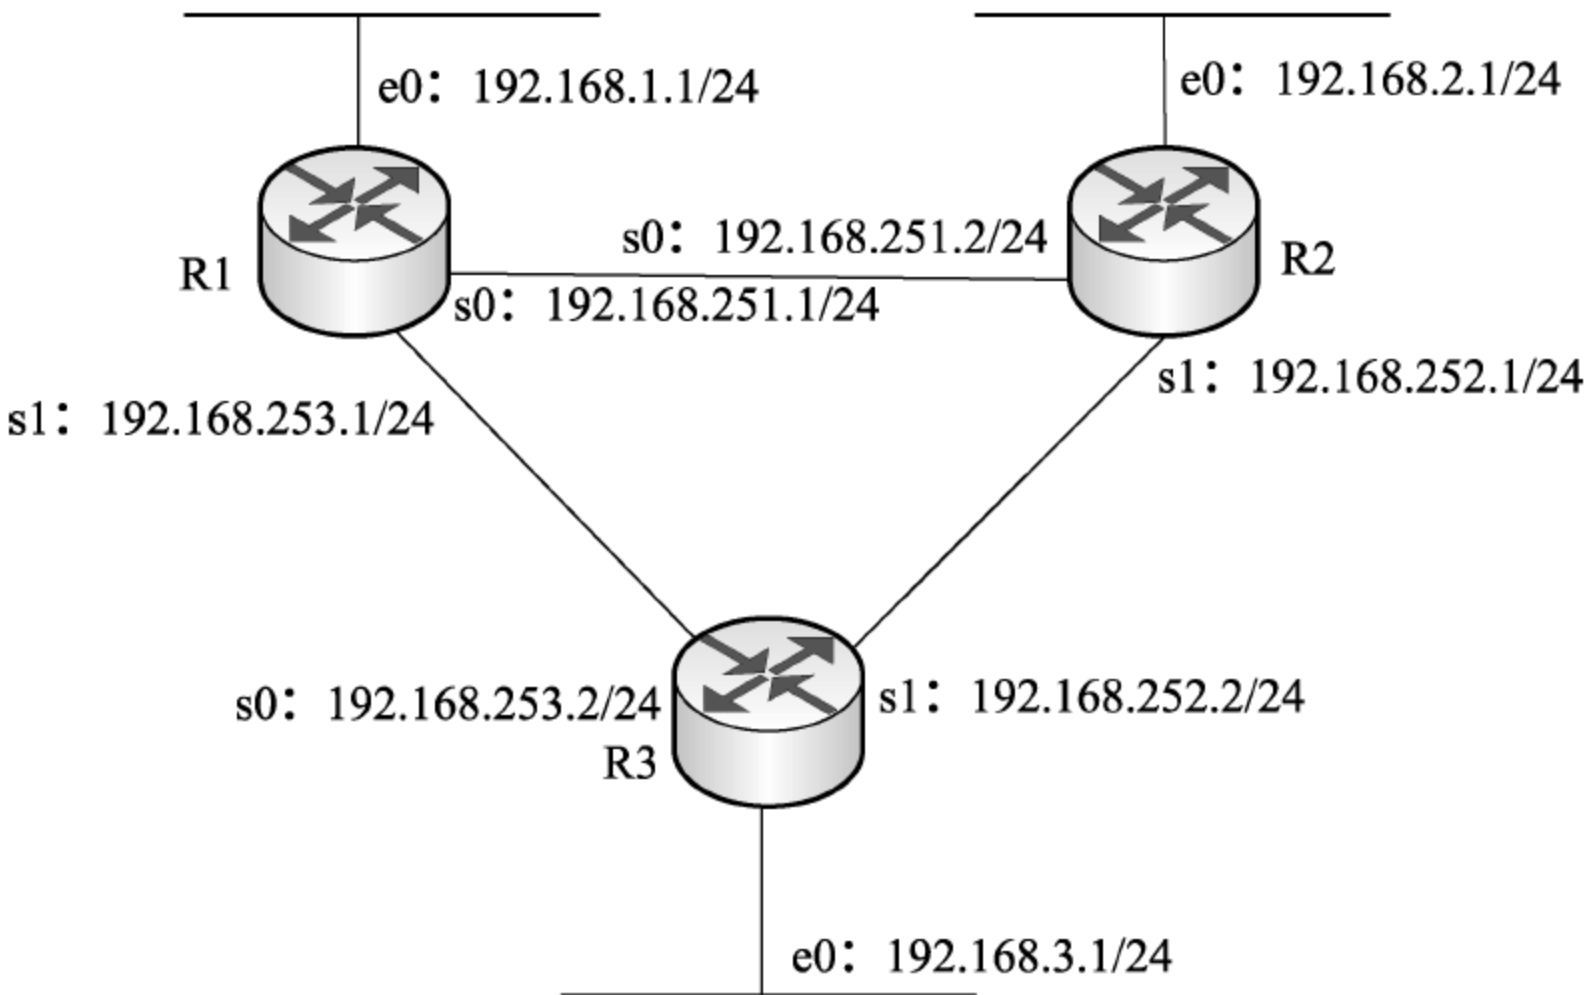 e0：192.168.1.1/24
e0：192.168.2.1/24
s0：192.168.251.2/24
R1
R2
s0：192.168.251.1/24
s1：192.168.252.1/24
s1：192.168.253.1/24
s0：192.168.253.2/24
s1：192.168.252.2/24
R3
e0：192.168.3.1/24